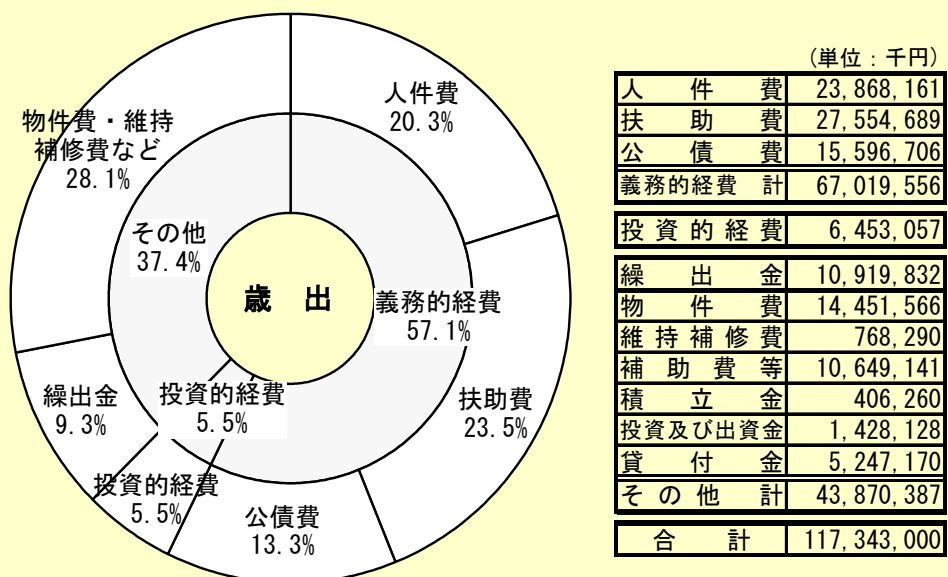 人件費
20.3%
物件費・維持
補修費など
28.1%
その他
37.4%
歳　出
義務的経費
57.1%
繰出金
9.3%
投資的経費
5.5%
扶助費
23.5%
投資的経費
5.5%
公債費
13.3%
(単位：千円)
人件費 23,868,161
扶助費 27,554,689
公債費 15,596,706
義務的経費 計 67,019,556
投資的経費 6,453,057
繰出金 10,919,832
物件費 14,451,566
維持補修費 768,290
補助費等 10,649,141
積立金 406,260
投資及び出資金 1,428,128
貸付金 5,247,170
その他計 43,870,387
合計 117,343,000